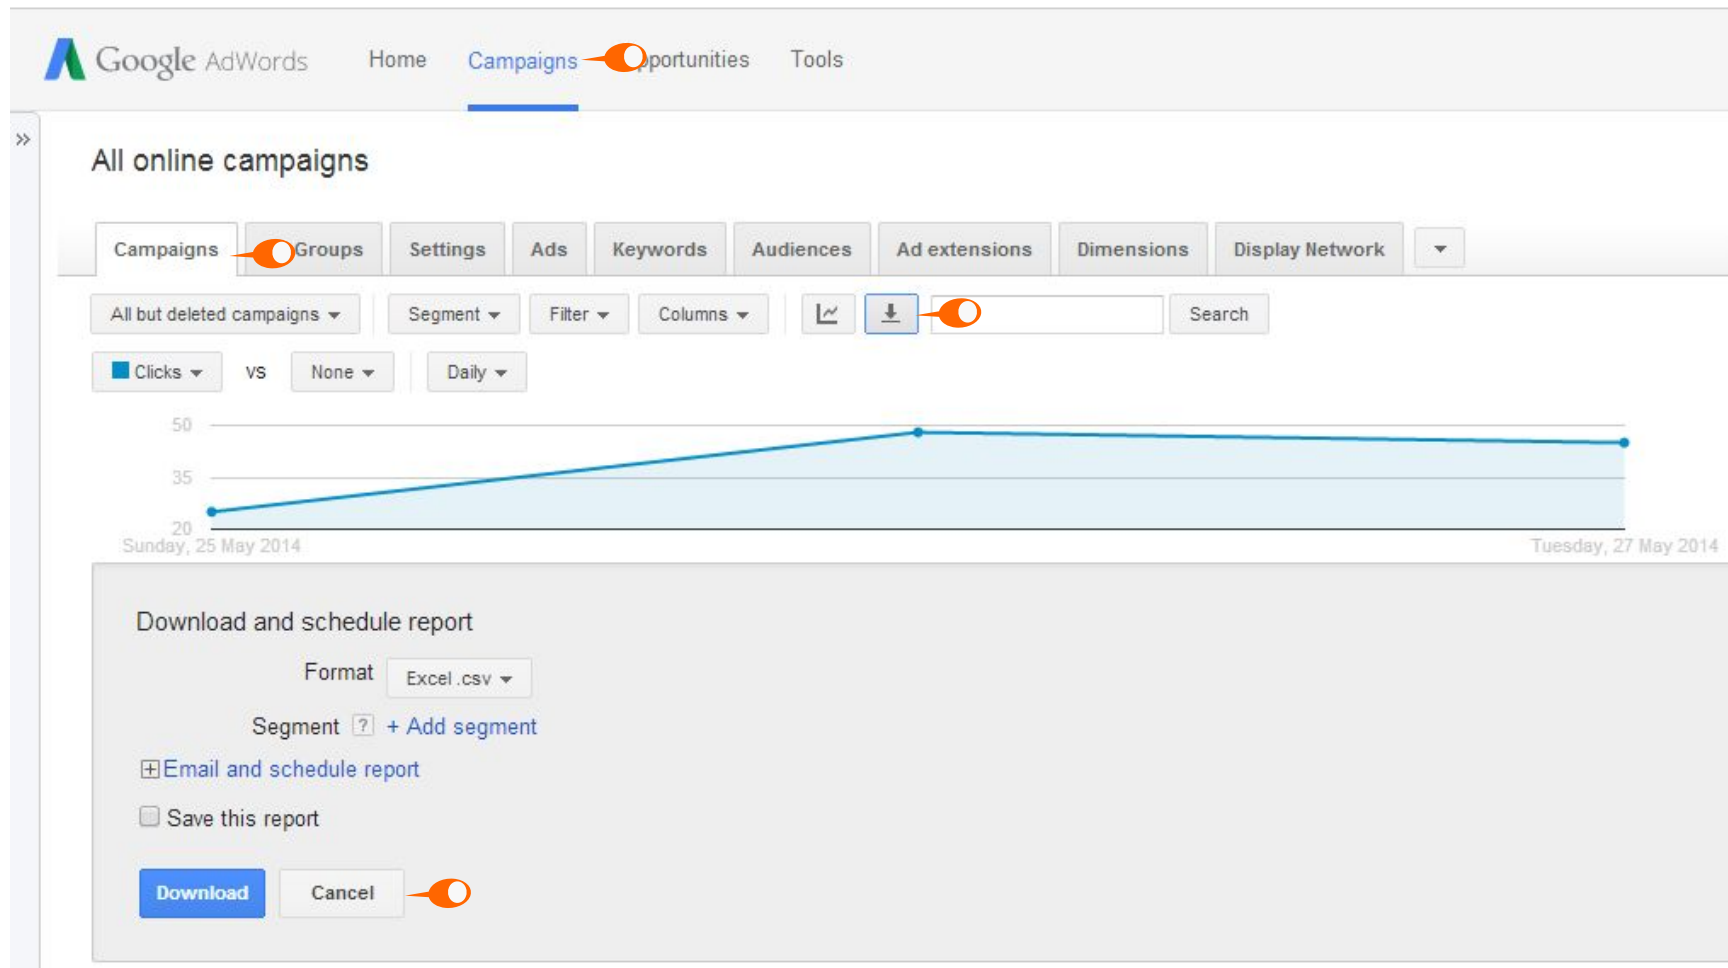 Google AdWords Home Campaigns pportunities Tools
»
All online campaigns
Campaigns Groups Settings Ads Keywords Audiences Ad extensions Dimensions Display Network
All but deleted campaigns Segment Filter Columns Search
Clicks VS None Daily
50
35
20
Sunday, 25 May 2014 Tuesday, 27 May 2014
Download and schedule report
Format Excel .csv
Segment ? + Add segment
Email and schedule report
Save this report
Download Cancel